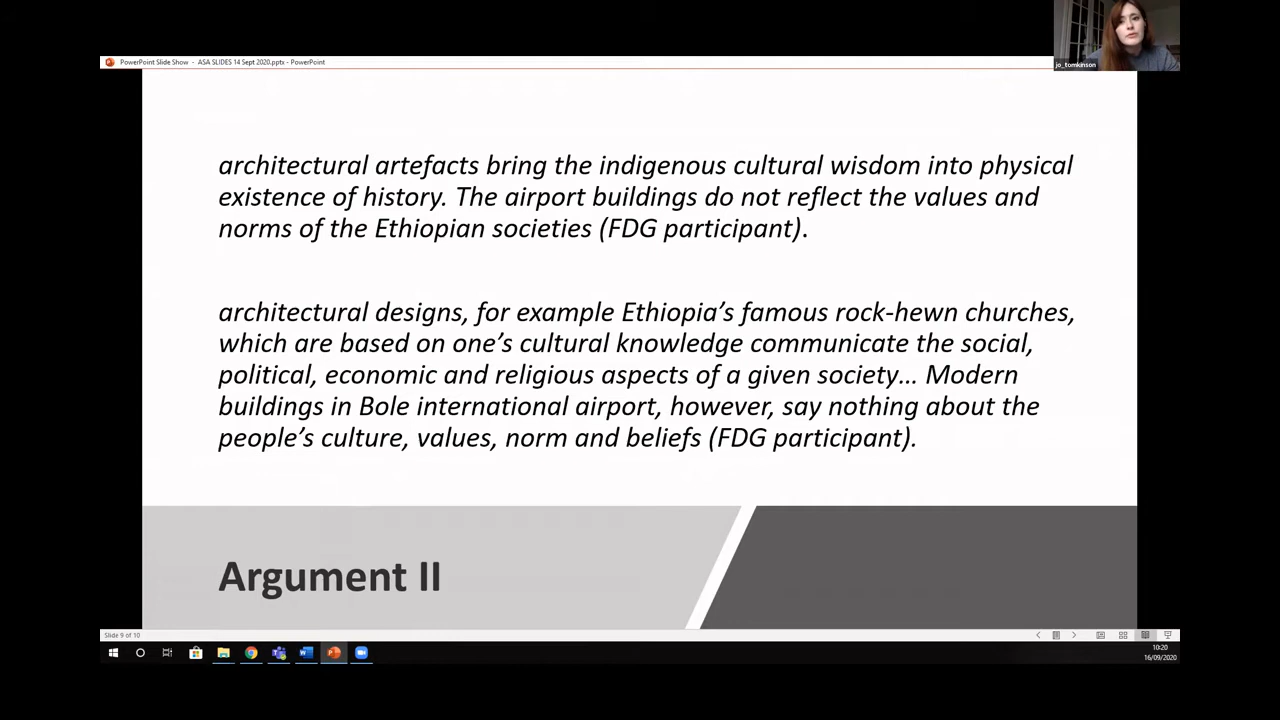 PowerPoint Slide Show - ASA SLIDES 14 Sept 2020.pptx - PowerPoint
jo_tomkinson
architectural artefacts bring the indigenous cultural wisdom into physical
existence of history. The airport buildings do not reflect the values and
norms of the Ethiopian societies (FDG participant).
architectural designs, for example Ethiopia’s famous rock-hewn churches,
which are based on one’s cultural knowledge communicate the social,
political, economic and religious aspects of a given society… Modern
buildings in Bole international airport, however, say nothing about the
people’s culture, values, norm and beliefs (FDG participant).
Argument II
Slide 9 of 10
10:20
16/09/2020